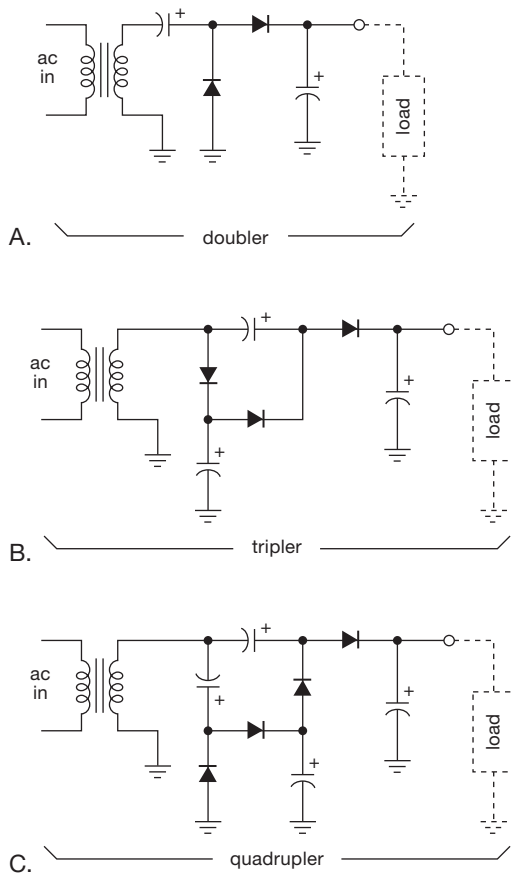 +
ac
in
+
load
A.
doubler
+
ac
in
+
+
load
B.
tripler
+
ac
in
+
+
+
load
C.
quadrupler